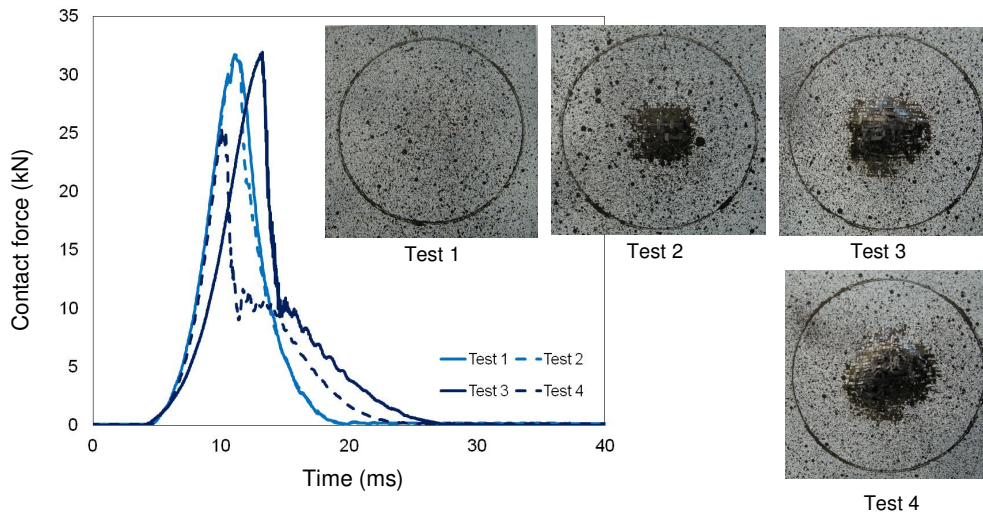 35
30
25
20
15
10
5
0
Contact force (kN)
0 10 20 30 40
Time (ms)
Test 1 Test 2
Test 3 Test 4
Test 1
Test 2
Test 3
Test 4